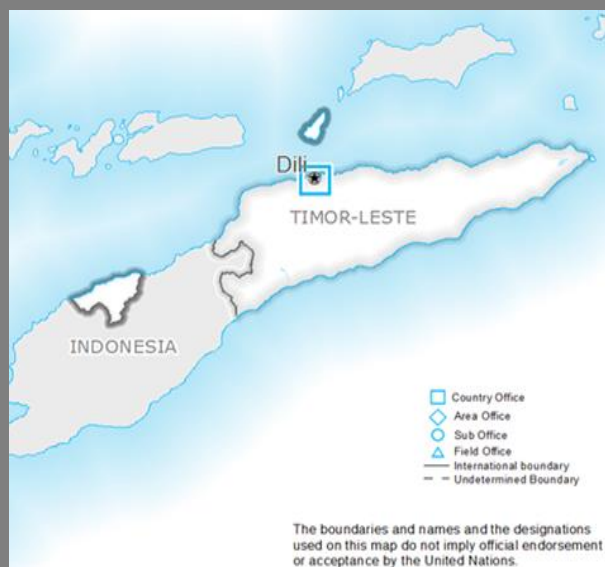 Dili
TIMOR-LESTE
INDONESIA
Country Office
Area Office
Sub Office
Field Office
International boundary
Undetermined Boundary
The boundaries and names and the designations
used on this map do not imply official endorsement
or acceptance by the United Nations.